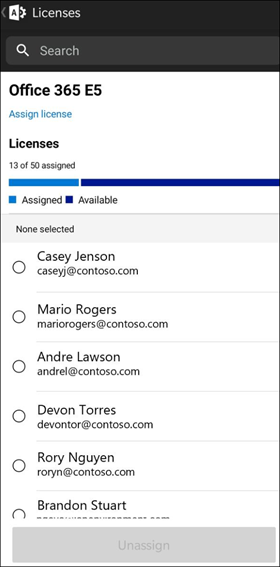 Licenses
Search
Office 365 E5
Assign license
Licenses
13 of 50 assigned
Assigned Available
None selected
Casey Jenson
caseyj@contoso.com
Mario Rogers
mariorogers@contoso.com
Andre Lawson
andrel@contoso.com
Devon Torres
devontor@contoso.com
Rory Nguyen
roryn@contoso.com
Brandon Stuart
Unassign